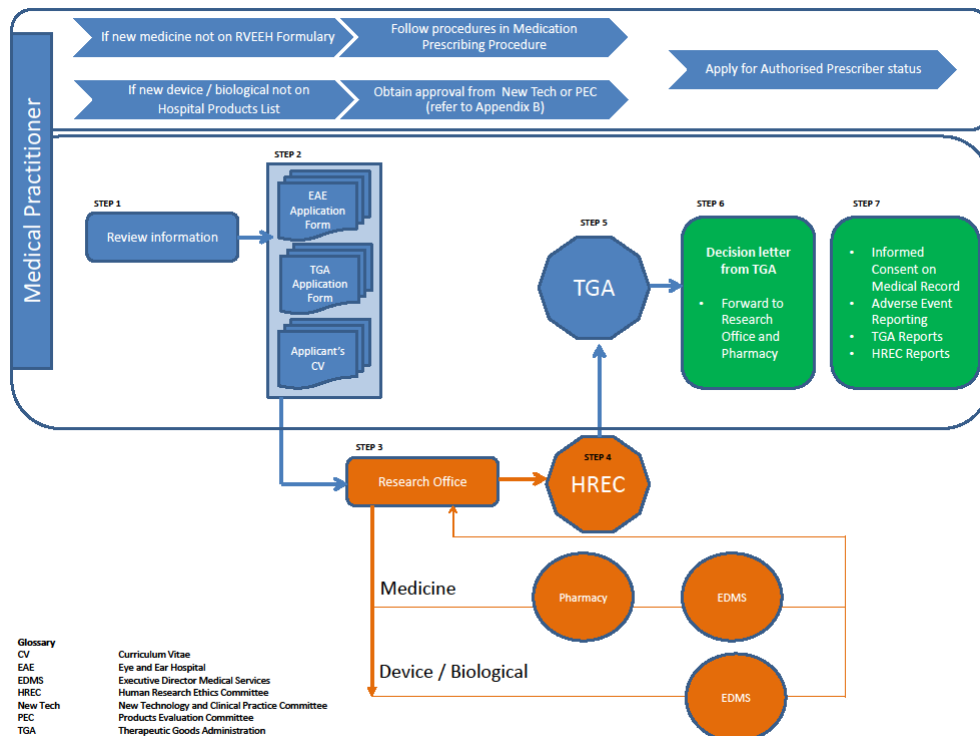 Medical Practitioner
If new medicine not on RVEEH Formulary
Follow procedures in Medication
Prescribing Procedure
Apply for Authorised Prescriber status
If new device / biological not on
Hospital Products List
Obtain approval from New Tech or PEC
(refer to Appendix B)
STEP 1
Review information
STEP 2
EAE
Application
Form
TGA
Application
Form
Applicant's
CV
STEP 3
Research Office
STEP 4
HREC
STEP 5
TGA
STEP 6
Decision letter
from TGA
• Forward to
Research
Office and
Pharmacy
STEP 7
• Informed
Consent on
Medical Record
• Adverse Event
Reporting
• TGA Reports
• HREC Reports
Medicine
Pharmacy
EDMS
Device / Biological
EDMS
Glossary
CV Curriculum Vitae
EAE Eye and Ear Hospital
EDMS Executive Director Medical Services
HREC Human Research Ethics Committee
New Tech New Technology and Clinical Practice Committee
PEC Products Evaluation Committee
TGA Therapeutic Goods Administration